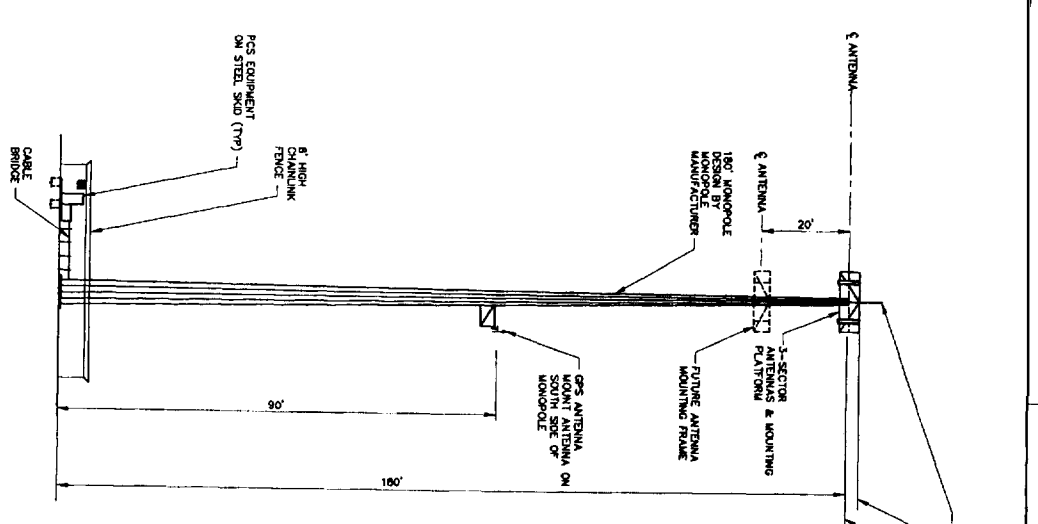 ℄ ANTENNA
℄ ANTENNA
20'
180' MONOPOLE
DESIGN BY
MONOPOLE
MANUFACTURER
3-SECTOR
ANTENNAS & MOUNTING
PLATFORM
FUTURE ANTENNA
MOUNTING FRAME
GPS ANTENNA
MOUNT ANTENNA ON
SOUTH SIDE OF
MONOPOLE
90'
PCS EQUIPMENT
ON STEEL SKID (TYP)
HIGH
CHAINLINK
FENCE
CABLE
BRIDGE